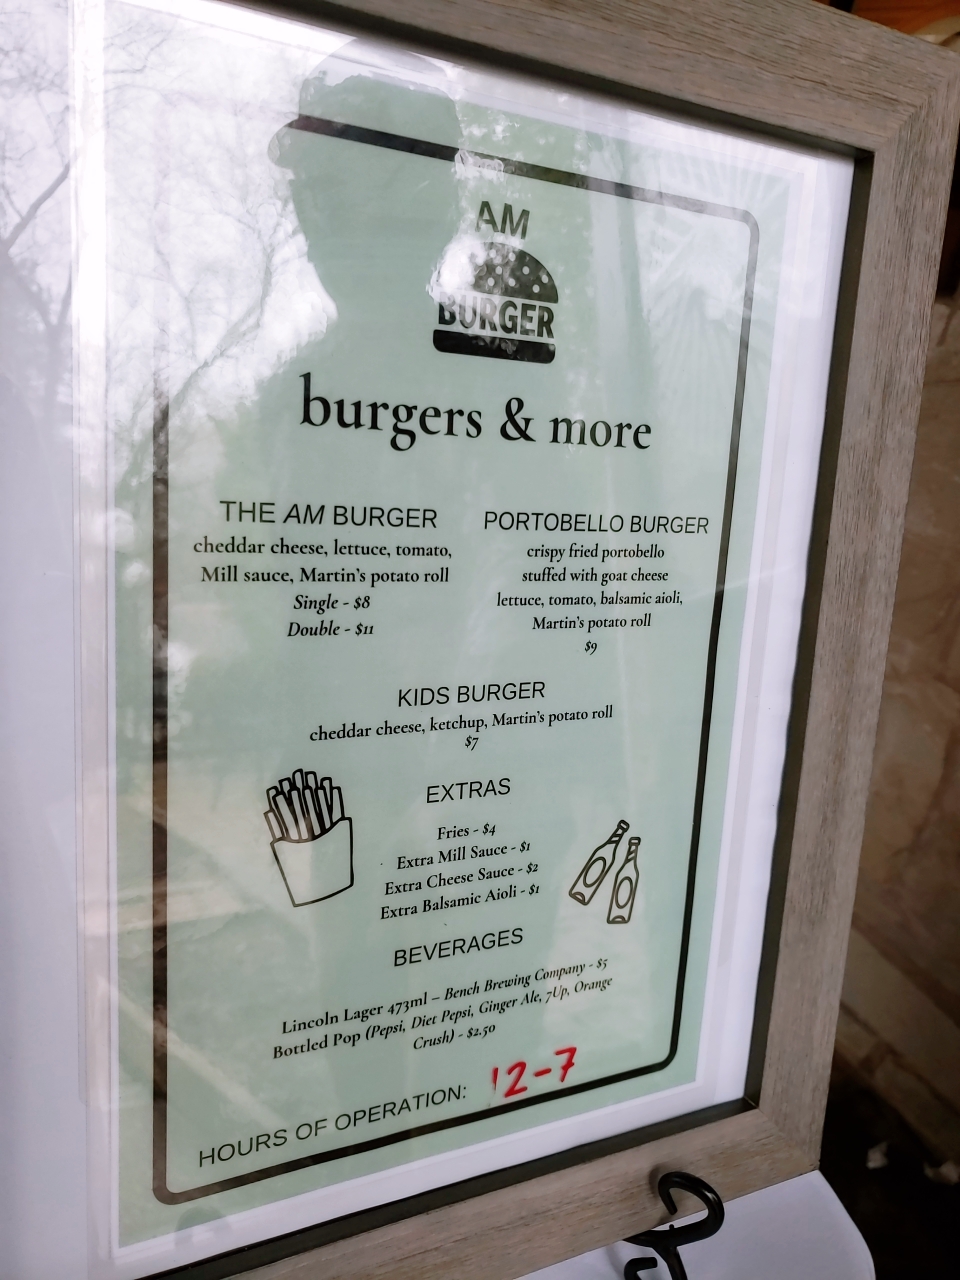 AM
BURGER
burgers & more
THE AM BURGER
cheddar cheese, lettuce, tomato,
Mill sauce, Martin's potato roll
Single - $8
Double - $11
PORTOBELLO BURGER
crispy fried portobello
stuffed with goat cheese
lettuce, tomato, balsamic aioli,
Martin's potato roll
$9
KIDS BURGER
cheddar cheese, ketchup, Martin's potato roll
$7
EXTRAS
Fries - $4
Extra Mill Sauce - $1
Extra Cheese Sauce - $2
Extra Balsamic Aioli - $1
BEVERAGES
Lincoln Lager 473ml – Bench Brewing Company - $5
Bottled Pop (Pepsi, Diet Pepsi, Ginger Ale, 7Up, Orange
Crush) - $2.50
HOURS OF OPERATION: 12-7